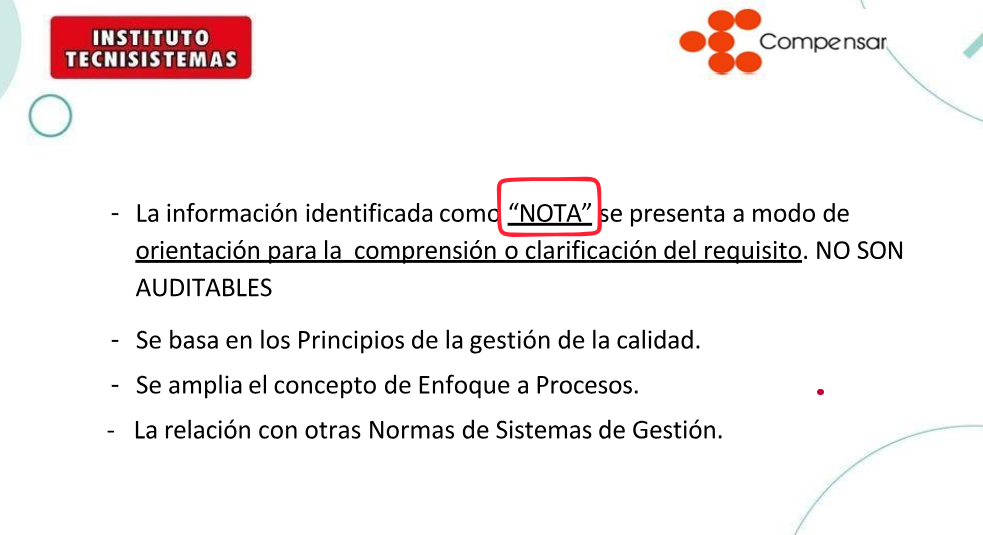 INSTITUTO
TECNISISTEMAS
Compensar
- La información identificada como “NOTA” se presenta a modo de
orientación para la comprensión o clarificación del requisito. NO SON
AUDITABLES
- Se basa en los Principios de la gestión de la calidad.
- Se amplia el concepto de Enfoque a Procesos.
- La relación con otras Normas de Sistemas de Gestión.